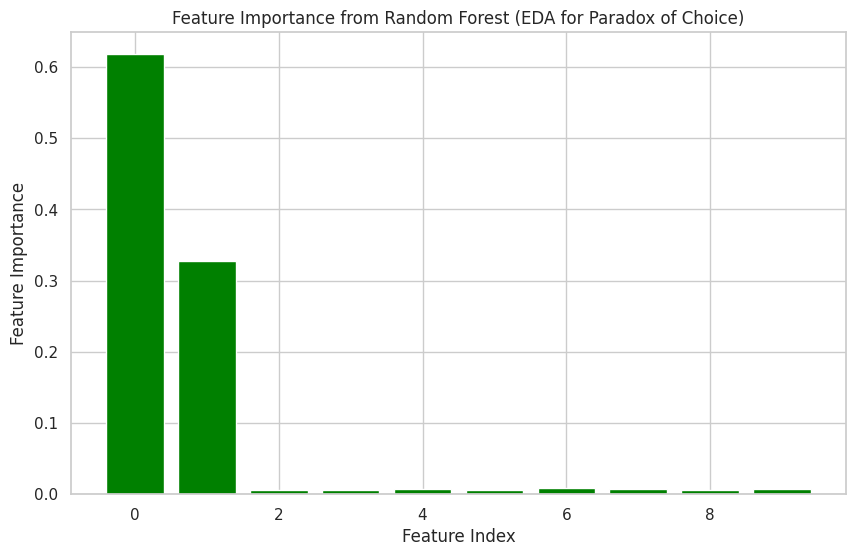 Feature Importance from Random Forest (EDA for Paradox of Choice)
Feature Importance
0.6
0.5
0.4
0.3
0.2
0.1
0.0
0 2 4 6 8
Feature Index